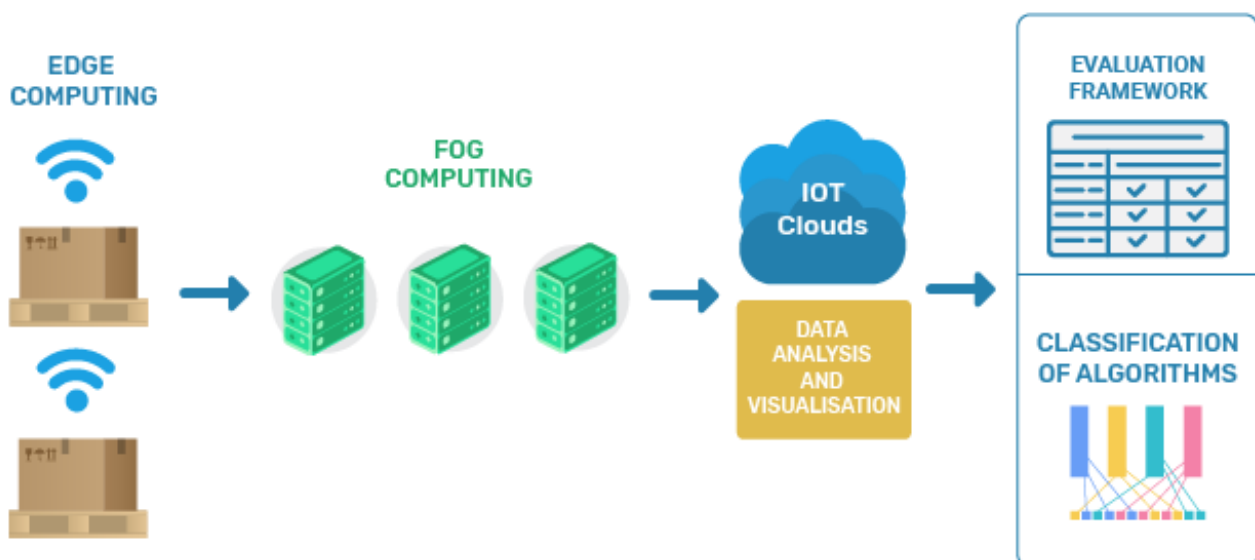 EDGE
COMPUTING
FOG
COMPUTING
IOT
Clouds
DATA
ANALYSIS
AND
VISUALISATION
EVALUATION
FRAMEWORK
CLASSIFICATION
OF ALGORITHMS